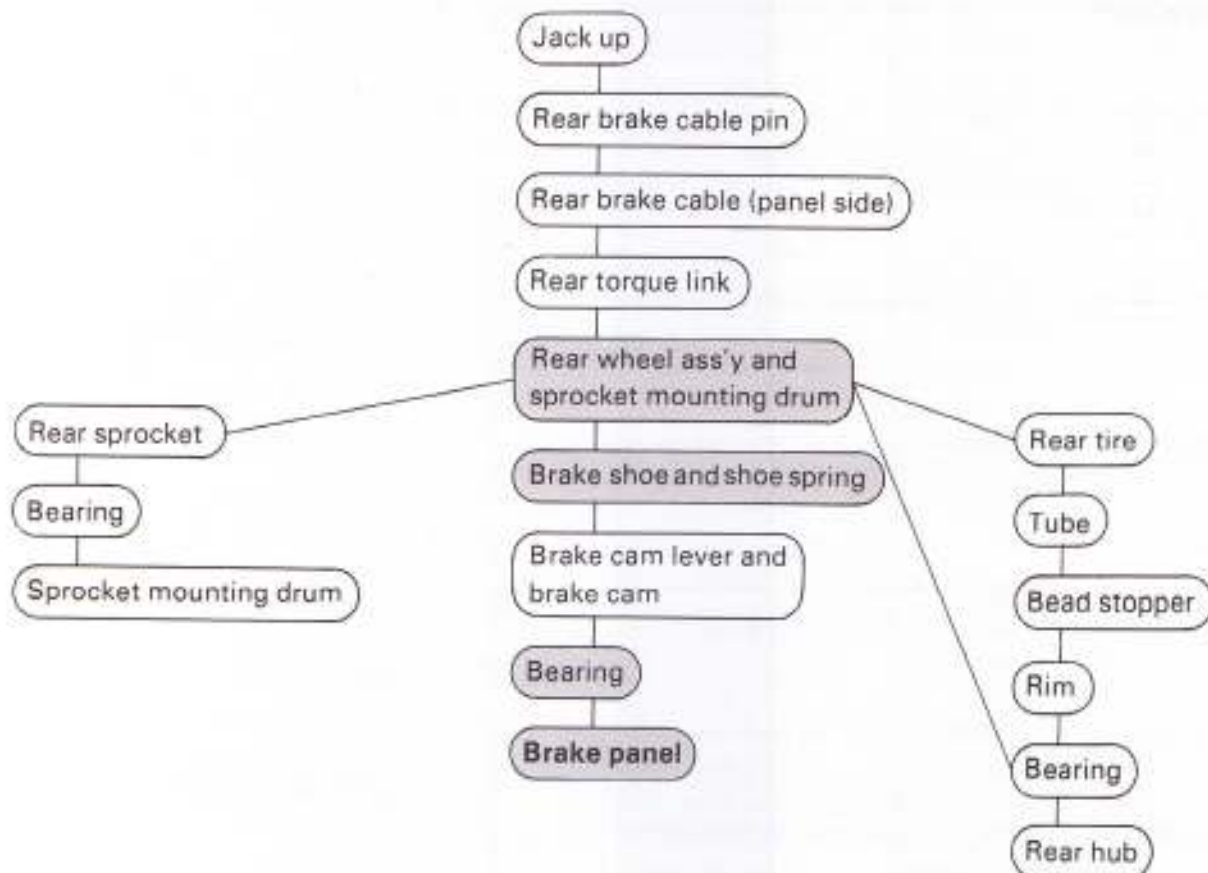 Jack up
Rear brake cable pin
Rear brake cable (panel side)
Rear torque link
Rear wheel ass'y and
sprocket mounting drum
Rear sprocket
Bearing
Sprocket mounting drum
Brake shoe and shoe spring
Brake cam lever and
brake cam
Bearing
Brake panel
Rear tire
Tube
Bead stopper
Rim
Bearing
Rear hub